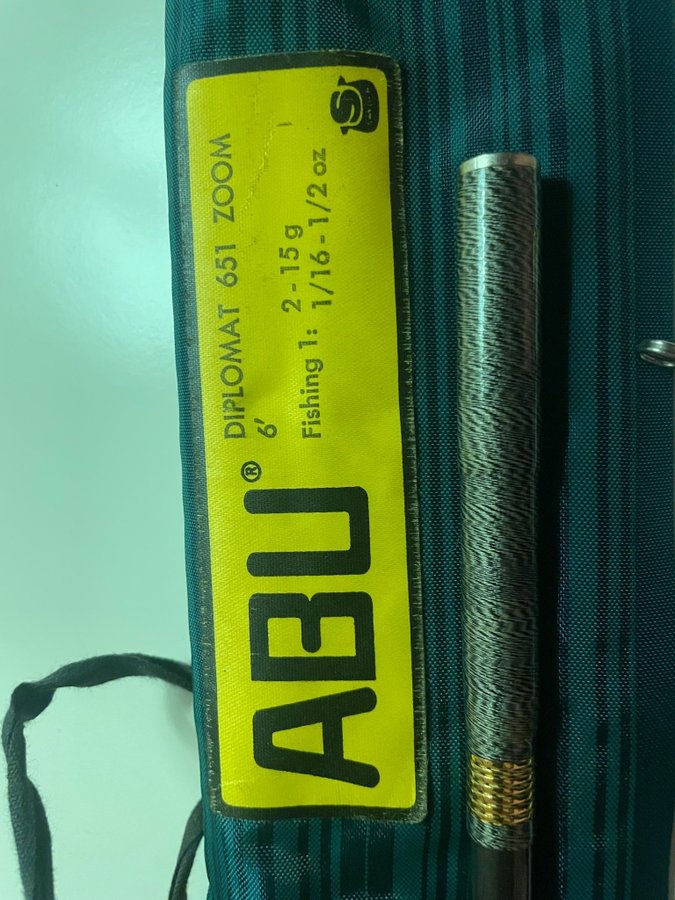 ABU®
DIPLOMAT 651 ZOOM
6'
Fishing 1: 2-15 g
1/16-1/2 oz